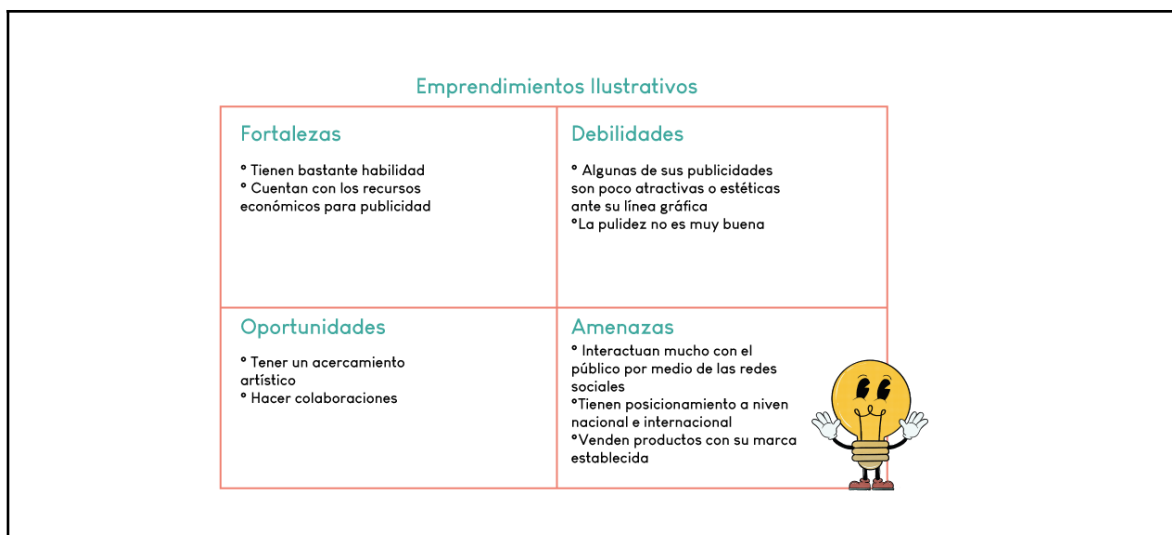 Emprendimientos Ilustrativos
Fortalezas
° Tienen bastante habilidad
° Cuentan con los recursos
económicos para publicidad
Debilidades
° Algunas de sus publicidades
son poco atractivas o estéticas
ante su línea gráfica
°La pulidez no es muy buena
Oportunidades
° Tener un acercamiento
artístico
° Hacer colaboraciones
Amenazas
° Interactuan mucho con el
público por medio de las redes
sociales
°Tienen posicionamiento a niven
nacional e internacional
°Venden productos con su marca
establecida